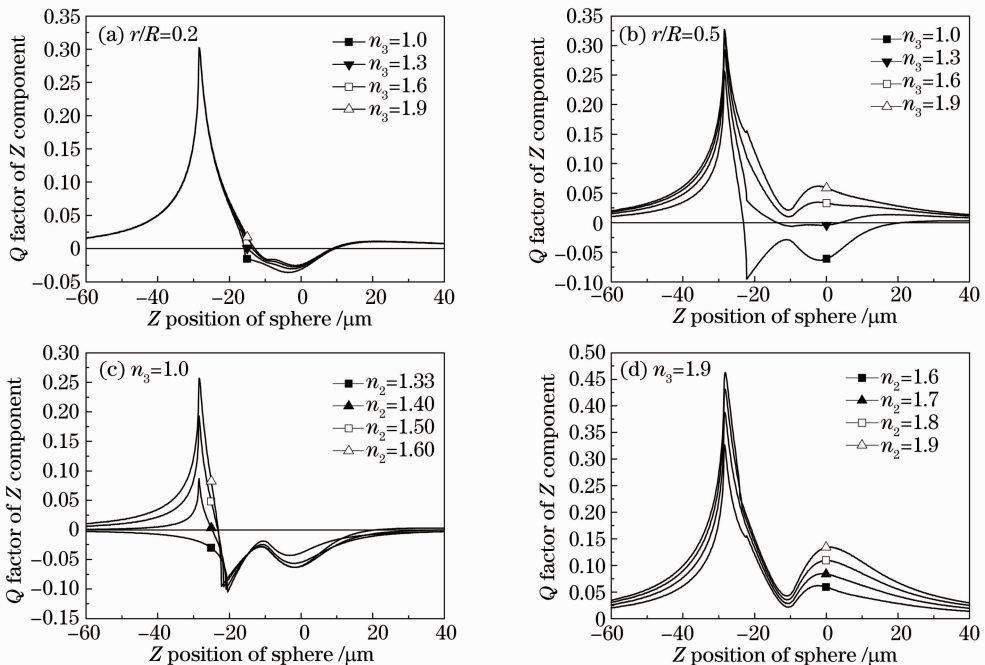 (a) r/R=0.2
n₃=1.0
n₃=1.3
n₃=1.6
n₃=1.9
0.35
0.30
0.25
0.20
0.15
0.10
0.05
0
−0.05
Q factor of Z component
−60
−40
−20
0
20
40
Z position of sphere /μm
(b) r/R=0.5
n₃=1.0
n₃=1.3
n₃=1.6
n₃=1.9
0.35
0.30
0.25
0.20
0.15
0.10
0.05
0
−0.05
−0.10
Q factor of Z component
−60
−40
−20
0
20
40
Z position of sphere /μm
(c) n₃=1.0
n₂=1.33
n₂=1.40
n₂=1.50
n₂=1.60
0.30
0.25
0.20
0.15
0.10
0.05
0
−0.05
−0.10
−0.15
Q factor of Z component
−60
−40
−20
0
20
40
Z position of sphere /μm
(d) n₃=1.9
n₂=1.6
n₂=1.7
n₂=1.8
n₂=1.9
0.50
0.45
0.40
0.35
0.30
0.25
0.20
0.15
0.10
0.05
0
Q factor of Z component
−60
−40
−20
0
20
40
Z position of sphere /μm